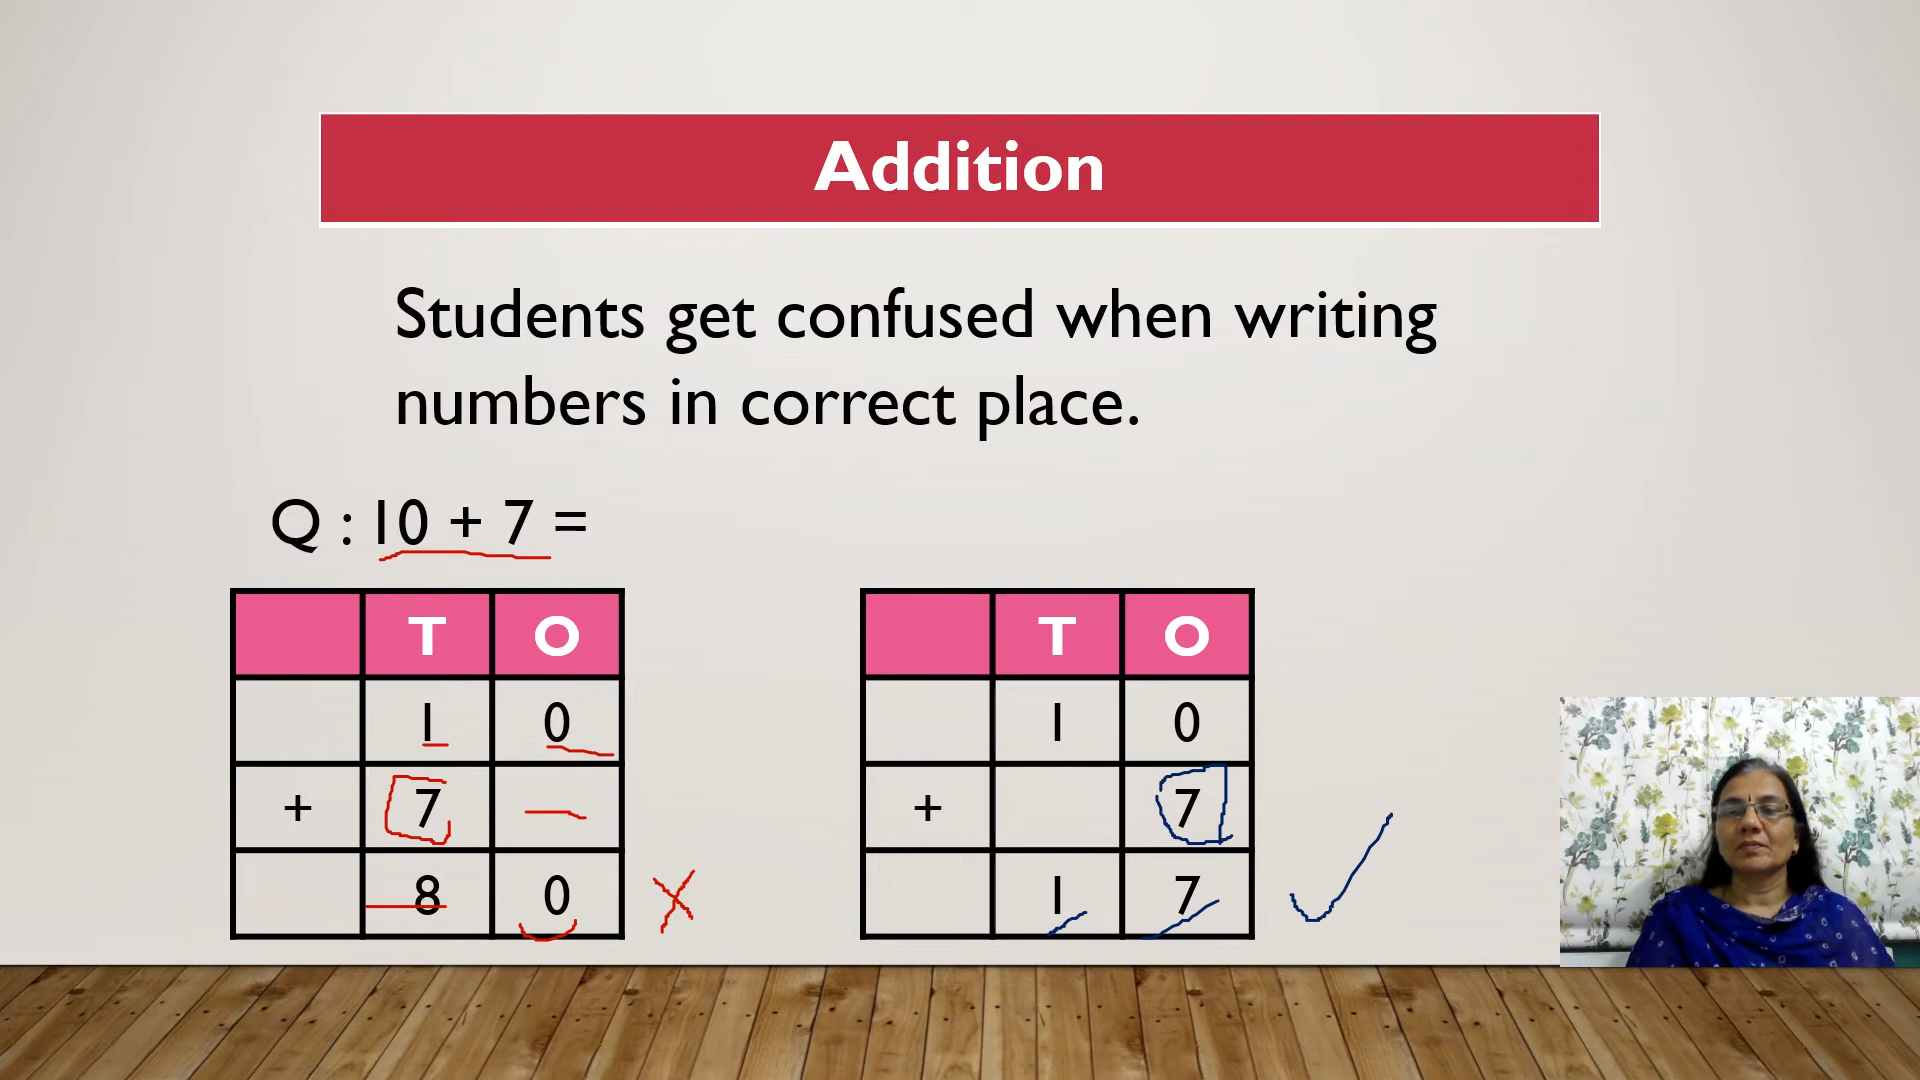 Addition
Students get confused when writing
numbers in correct place.
Q : 10 + 7 =
T O
1 0
+ 7
8 0
T O
1 0
+ 7
1 7